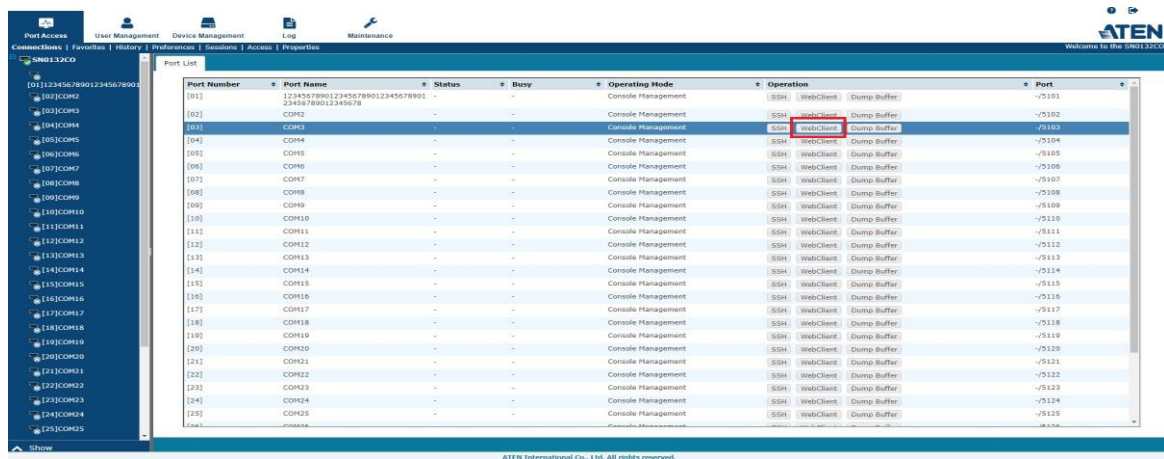 ATEN
Port Access User Management Device Management Log Maintenance
Connections | Favorites | History | Preferences | Sessions | Access | Properties Welcome to the SN0132CO
SN0132CO
[01]123456789012345678901
[02]COM2
[03]COM3
[04]COM4
[05]COM5
[06]COM6
[07]COM7
[08]COM8
[09]COM9
[10]COM10
[11]COM11
[12]COM12
[13]COM13
[14]COM14
[15]COM15
[16]COM16
[17]COM17
[18]COM18
[19]COM19
[20]COM20
[21]COM21
[22]COM22
[23]COM23
[24]COM24
[25]COM25
Show
Port List
Port Number Port Name Status Busy Operating Mode Operation Port
[01] 1234567890123456789012345678901 - - Console Management SSH WebClient Dump Buffer -/5101
23456789012345678
[02] COM2 - - Console Management SSH WebClient Dump Buffer -/5102
[03] COM3 - - Console Management SSH WebClient Dump Buffer -/5103
[04] COM4 - - Console Management SSH WebClient Dump Buffer -/5104
[05] COM5 - - Console Management SSH WebClient Dump Buffer -/5105
[06] COM6 - - Console Management SSH WebClient Dump Buffer -/5106
[07] COM7 - - Console Management SSH WebClient Dump Buffer -/5107
[08] COM8 - - Console Management SSH WebClient Dump Buffer -/5108
[09] COM9 - - Console Management SSH WebClient Dump Buffer -/5109
[10] COM10 - - Console Management SSH WebClient Dump Buffer -/5110
[11] COM11 - - Console Management SSH WebClient Dump Buffer -/5111
[12] COM12 - - Console Management SSH WebClient Dump Buffer -/5112
[13] COM13 - - Console Management SSH WebClient Dump Buffer -/5113
[14] COM14 - - Console Management SSH WebClient Dump Buffer -/5114
[15] COM15 - - Console Management SSH WebClient Dump Buffer -/5115
[16] COM16 - - Console Management SSH WebClient Dump Buffer -/5116
[17] COM17 - - Console Management SSH WebClient Dump Buffer -/5117
[18] COM18 - - Console Management SSH WebClient Dump Buffer -/5118
[19] COM19 - - Console Management SSH WebClient Dump Buffer -/5119
[20] COM20 - - Console Management SSH WebClient Dump Buffer -/5120
[21] COM21 - - Console Management SSH WebClient Dump Buffer -/5121
[22] COM22 - - Console Management SSH WebClient Dump Buffer -/5122
[23] COM23 - - Console Management SSH WebClient Dump Buffer -/5123
[24] COM24 - - Console Management SSH WebClient Dump Buffer -/5124
[25] COM25 - - Console Management SSH WebClient Dump Buffer -/5125
ATEN International Co., Ltd. All rights reserved.